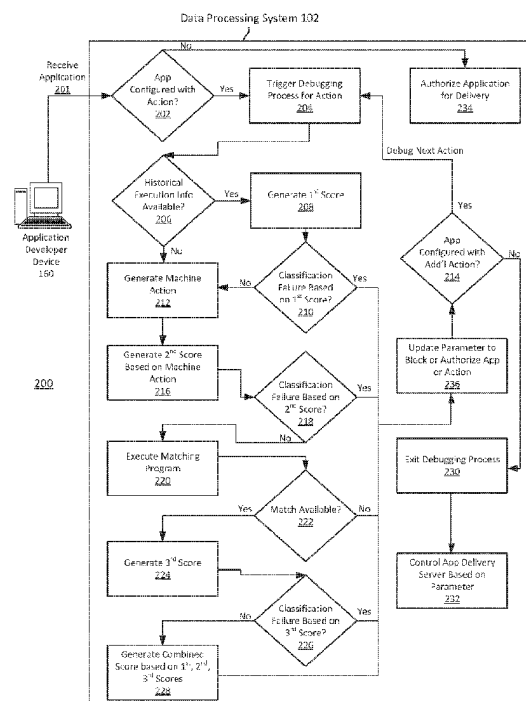 Data Processing System 102
Receive
Application
201
App
Configured with
Action?
202
No
Yes
Trigger Debugging
Process for Action
204
Authorize Application
for Delivery
234
Debug Next Action
Application
Developer
Device
160
Historical
Execution Info
Available?
206
Yes
No
Generate 1st Score
208
Yes
No
App
Configured with
Add'l Action?
214
Generate Machine
Action
212
No
Classification
Failure Based
on 1st Score?
210
Yes
200
Generate 2nd Score
Based on Machine
Action
216
Classification
Failure Based on
2nd Score?
218
Yes
No
Update Parameter to
Block or Authorize App
or Action
236
Execute Matching
Program
220
Exit Debugging Process
230
Yes
Match Available?
222
No
Generate 3rd Score
224
Control App Delivery
Server Based on
Parameter
232
No
Classification
Failure Based on
3rd Score?
226
Yes
Generate Combined
Score based on 1st, 2nd,
3rd Scores
228